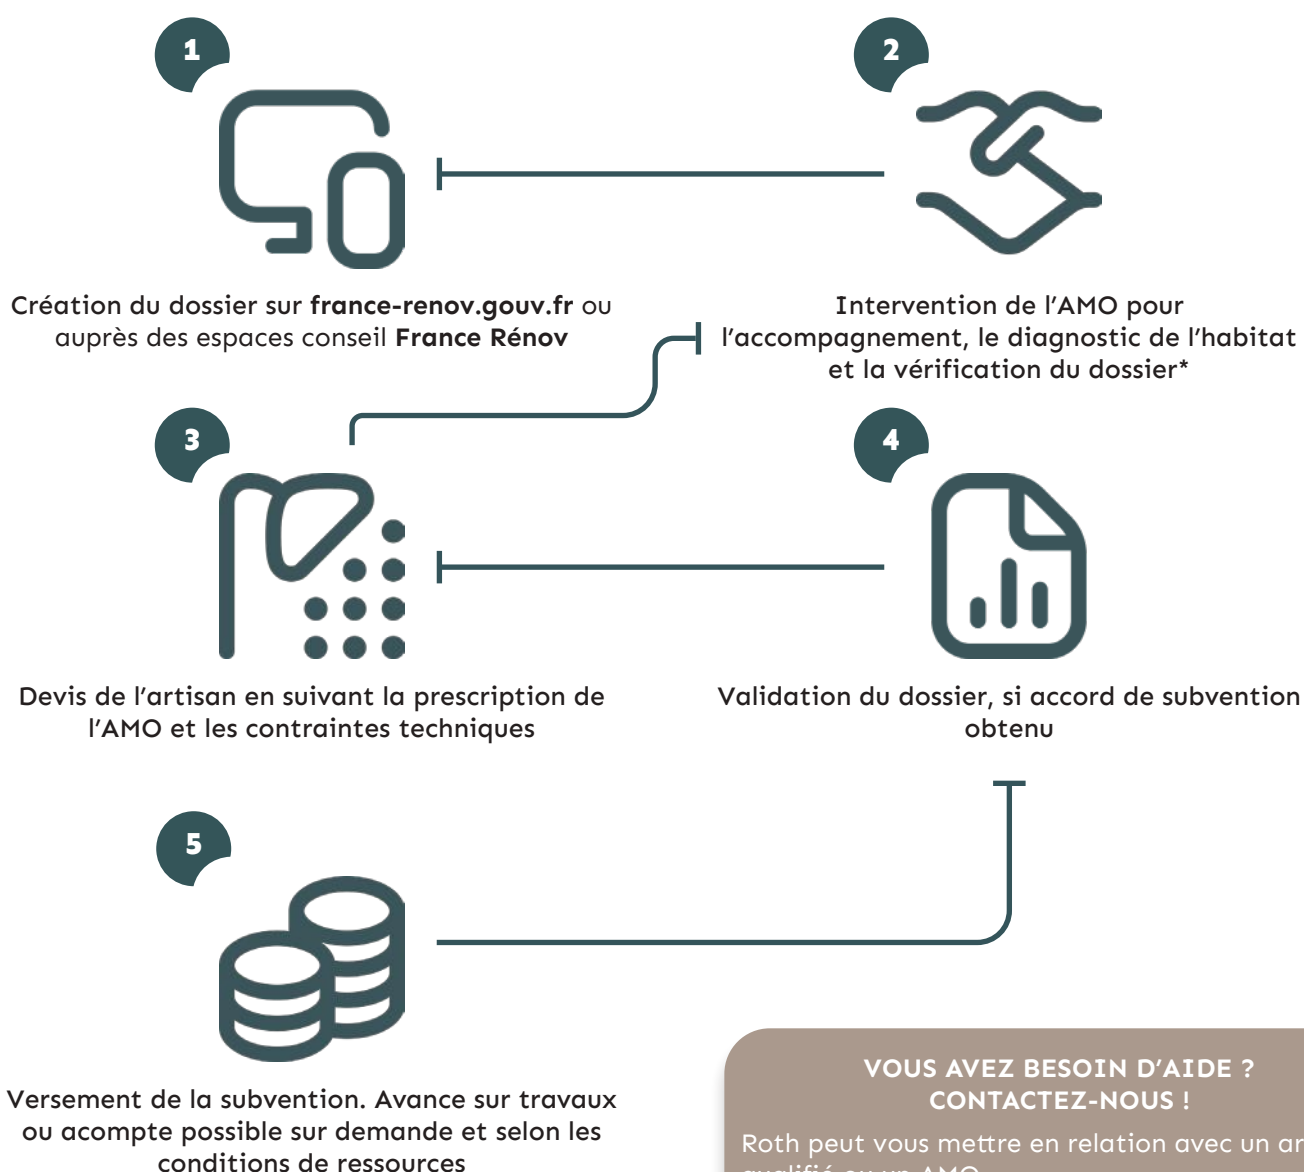 1
Création du dossier sur france-renov.gouv.fr ou
auprès des espaces conseil France Rénov
2
Intervention de l’AMO pour
l’accompagnement, le diagnostic de l’habitat
et la vérification du dossier*
3
Devis de l’artisan en suivant la prescription de
l’AMO et les contraintes techniques
4
Validation du dossier, si accord de subvention
obtenu
5
Versement de la subvention. Avance sur travaux
ou acompte possible sur demande et selon les
conditions de ressources
VOUS AVEZ BESOIN D’AIDE ?
CONTACTEZ-NOUS !
Roth peut vous mettre en relation avec un